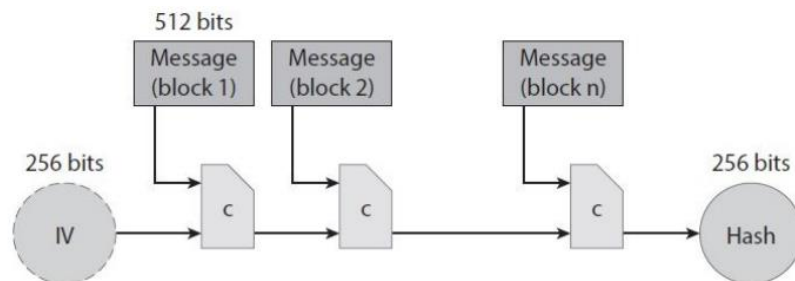 512 bits
Message
(block 1)
Message
(block 2)
Message
(block n)
256 bits
256 bits
IV
c
c
c
Hash